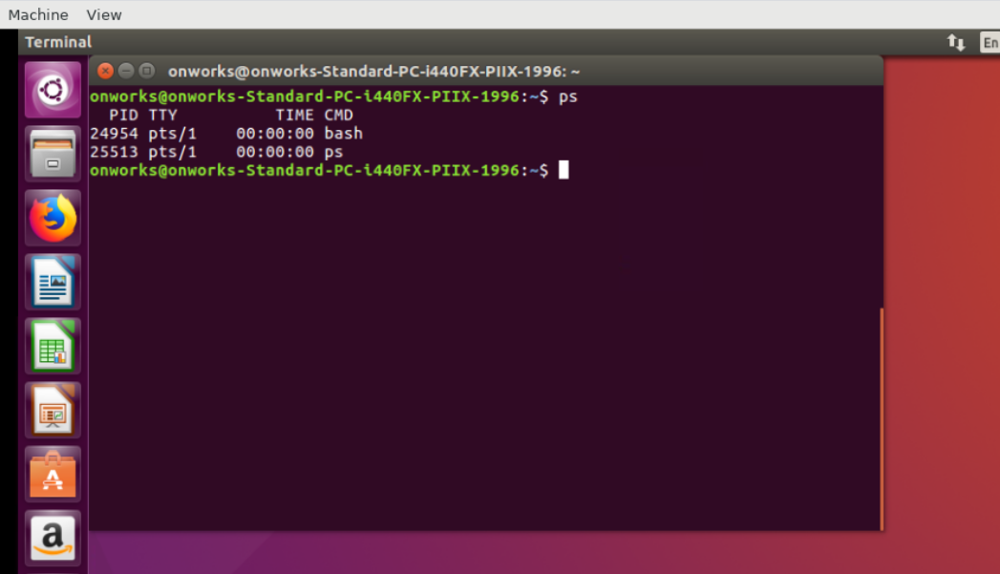 Machine View
Terminal
En
onworks@onworks-Standard-PC-i440FX-PIIX-1996: ~
onworks@onworks-Standard-PC-i440FX-PIIX-1996:~$ ps
  PID TTY          TIME CMD
24954 pts/1    00:00:00 bash
25513 pts/1    00:00:00 ps
onworks@onworks-Standard-PC-i440FX-PIIX-1996:~$
A
a